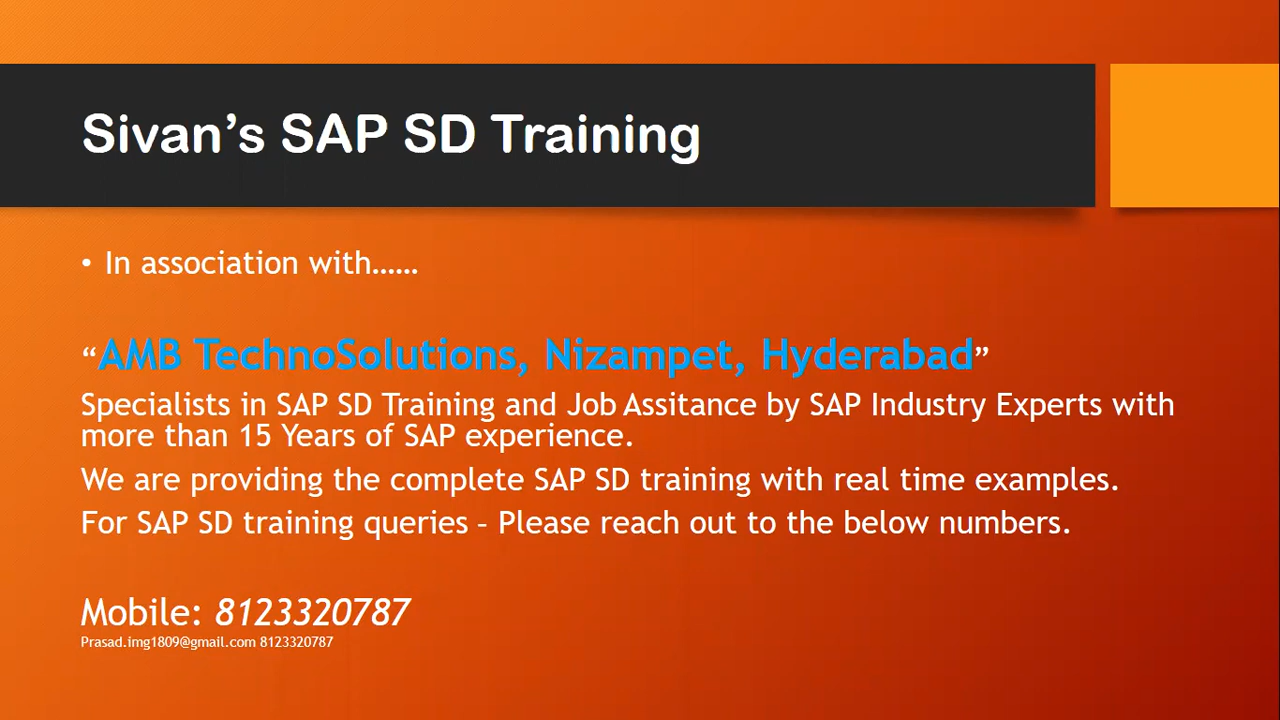 Sivan’s SAP SD Training
• In association with......
“AMB TechnoSolutions, Nizampet, Hyderabad”
Specialists in SAP SD Training and Job Assitance by SAP Industry Experts with
more than 15 Years of SAP experience.
We are providing the complete SAP SD training with real time examples.
For SAP SD training queries – Please reach out to the below numbers.
Mobile: 8123320787
Prasad.img1809@gmail.com 8123320787